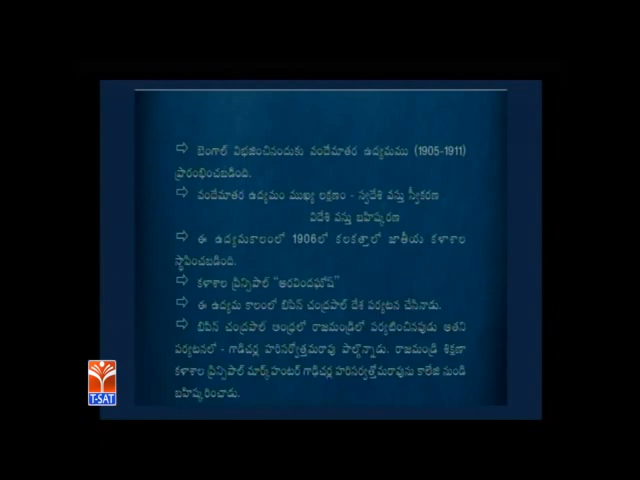 ⇨ బెంగాల్ విభజించినందుకు వందేమాతర ఉద్యమము (1905-1911)
ప్రారంభించబడింది.
⇨ వందేమాతర ఉద్యమం ముఖ్య లక్షణం - స్వదేశి వస్తు స్వీకరణ
విదేశి వస్తు బహిష్కరణ
⇨ ఈ ఉద్యమకాలంలో 1906లో కలకత్తాలో జాతీయ కళాశాల
స్థాపించబడింది.
⇨ కళాశాల ప్రిన్సిపాల్ “అరవిందఘోష్”
⇨ ఈ ఉద్యమ కాలంలో బిపిన్ చంద్రపాల్ దేశ పర్యటన చేసినాడు.
⇨ బిపిన్ చంద్రపాల్ ఆంధ్రలో రాజమండ్రిలో పర్యటించినపుడు అతని
పర్యటనలో - గాడిచర్ల హరిసర్వోత్తమరావు పాల్గొన్నాడు. రాజమండ్రి శిక్షణా
కళాశాల ప్రిన్సిపాల్ మార్క్ హంటర్ గాడిచర్ల హరిసర్వత్తోమరావును కాలేజి నుండి
బహిష్కరించాడు.
T-SAT